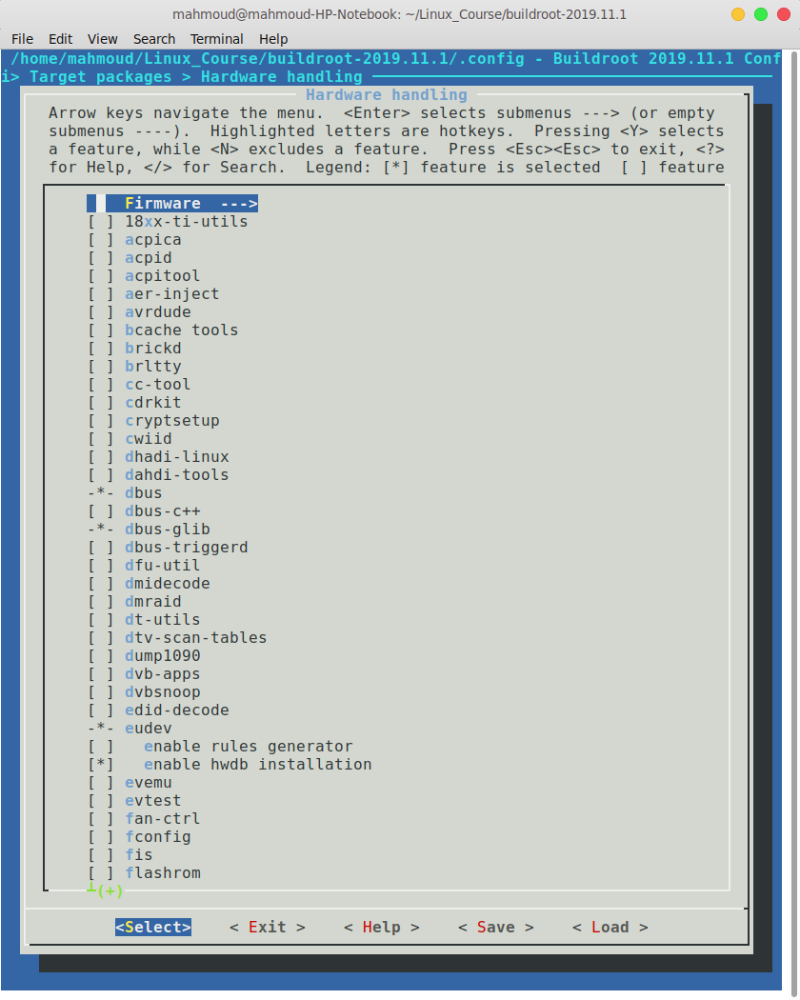 mahmoud@mahmoud-HP-Notebook: ~/Linux_Course/buildroot-2019.11.1
File Edit View Search Terminal Help
/home/mahmoud/Linux_Course/buildroot-2019.11.1/.config - Buildroot 2019.11.1 Conf
i> Target packages > Hardware handling
Hardware handling
Arrow keys navigate the menu.  <Enter> selects submenus ---> (or empty
submenus ----).  Highlighted letters are hotkeys.  Pressing <Y> selects
a feature, while <N> excludes a feature.  Press <Esc><Esc> to exit, <?>
for Help, </> for Search.  Legend: [*] feature is selected  [ ] feature
Firmware  --->
[ ] 18xx-ti-utils
[ ] acpica
[ ] acpid
[ ] acpitool
[ ] aer-inject
[ ] avrdude
[ ] bcache tools
[ ] brickd
[ ] brltty
[ ] cc-tool
[ ] cdrkit
[ ] cryptsetup
[ ] cwiid
[ ] dhadi-linux
[ ] dahdi-tools
-*- dbus
[ ] dbus-c++
-*- dbus-glib
[ ] dbus-triggerd
[ ] dfu-util
[ ] dmidecode
[ ] dmraid
[ ] dt-utils
[ ] dtv-scan-tables
[ ] dump1090
[ ] dvb-apps
[ ] dvbsnoop
[ ] edid-decode
-*- eudev
[ ]   enable rules generator
[*]   enable hwdb installation
[ ] evemu
[ ] evtest
[ ] fan-ctrl
[ ] fconfig
[ ] fis
[ ] flashrom
┴(+)
<Select>    < Exit >    < Help >    < Save >    < Load >